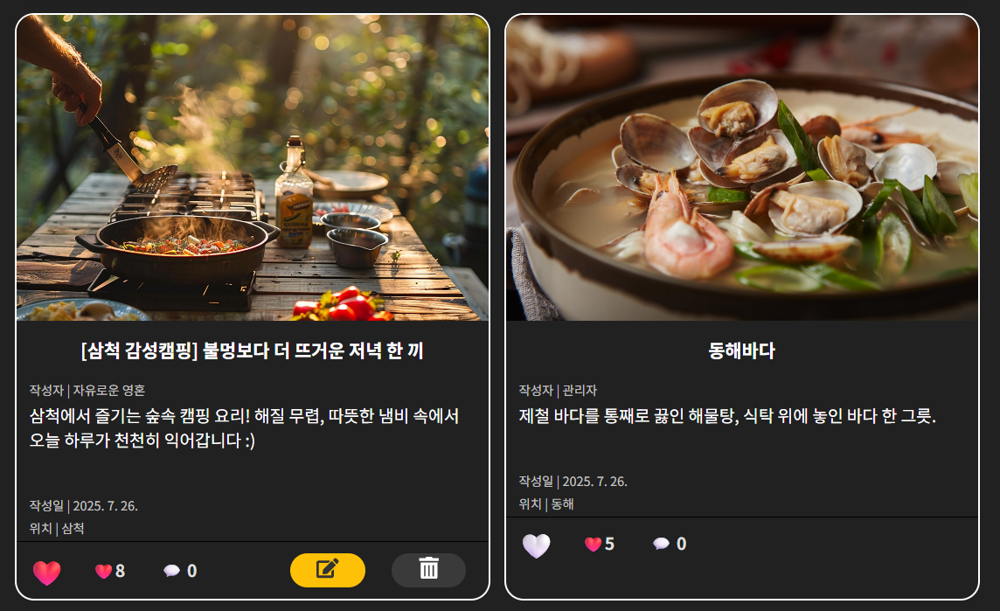 [삼척 감성캠핑] 불멍보다 더 뜨거운 저녁 한 끼
작성자 | 자유로운 영혼
삼척에서 즐기는 숲속 캠핑 요리! 해질 무렵, 따뜻한 냄비 속에서
오늘 하루가 천천히 익어갑니다 :)
작성일 | 2025. 7. 26.
위치 | 삼척
8
0
동해바다
작성자 | 관리자
제철 바다를 통째로 끓인 해물탕, 식탁 위에 놓인 바다 한 그릇.
작성일 | 2025. 7. 26.
위치 | 동해
5
0